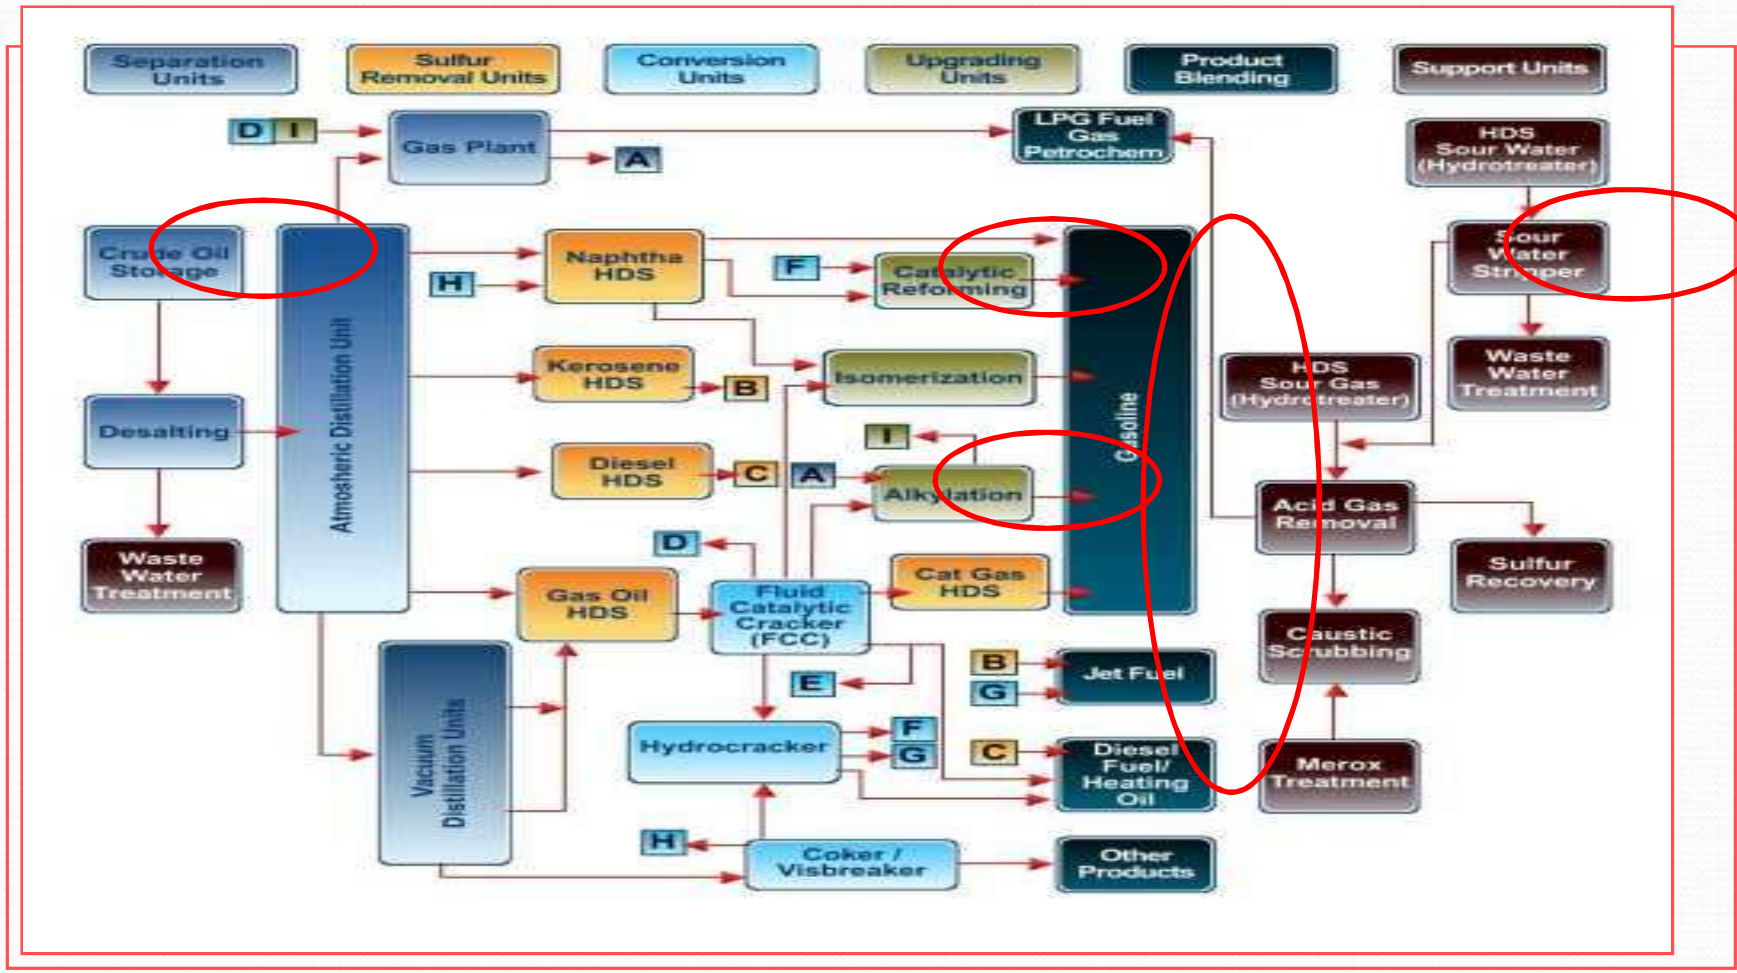 Separation
Units
Sulfur
Removal Units
Conversion
Units
Upgrading
Units
Product
Blending
Support Units
D
I
Gas Plant
A
LPG Fuel
Gas
Petrochem
HDS
Sour Water
(Hydrotreater)
Crude Oil
Storage
Atmosheric Distillation Unit
Naphtha
HDS
H
F
Catalytic
Reforming
Gasoline
Sour
Water
Stripper
Kerosene
HDS
B
Isomerization
HDS
Sour Gas
(Hydrotreater)
Waste
Water
Treatment
Desalting
Diesel
HDS
C
A
I
Alkylation
Acid Gas
Removal
Waste
Water
Treatment
D
Gas Oil
HDS
Fluid
Catalytic
Cracker
(FCC)
Cat Gas
HDS
Sulfur
Recovery
Vacuum
Distillation Units
E
B
G
Jet Fuel
Caustic
Scrubbing
Hydrocracker
F
G
C
Diesel
Fuel/
Heating
Oil
Merox
Treatment
H
Coker /
Visbreaker
Other
Products